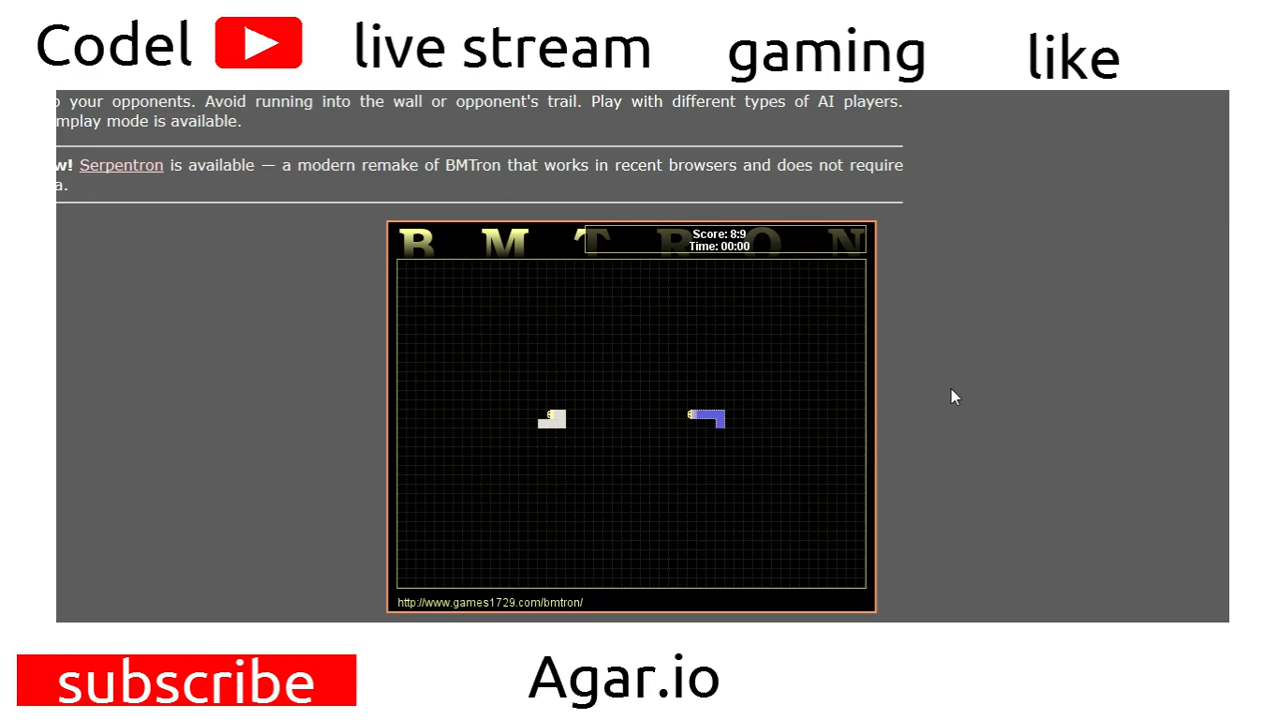 Codel live stream gaming like
your opponents. Avoid running into the wall or opponent's trail. Play with different types of AI players.
mplay mode is available.
w! Serpentron is available — a modern remake of BMTron that works in recent browsers and does not require
a.
B M T R O N
Score: 8:9
Time: 00:00
http://www.games1729.com/bmtron/
subscribe Agar.io